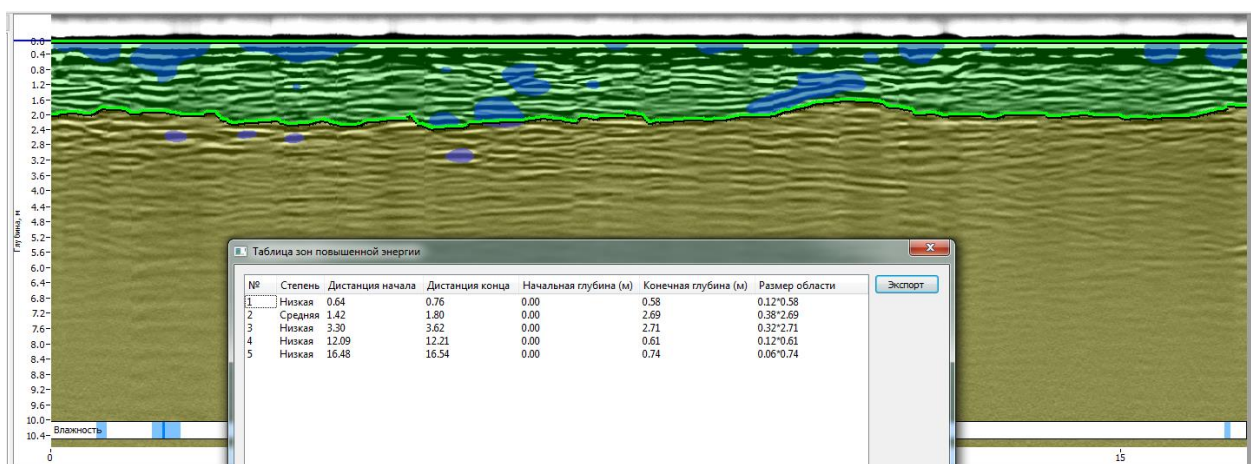 Таблица зон повышенной энергии
№ Степень Дистанция начала Дистанция конца Начальная глубина (м) Конечная глубина (м) Размер области
1 Низкая 0.64 0.76 0.00 0.58 0.12*0.58
2 Средняя 1.42 1.80 0.00 2.69 0.38*2.69
3 Низкая 3.30 3.62 0.00 2.71 0.32*2.71
4 Низкая 12.09 12.21 0.00 0.61 0.12*0.61
5 Низкая 16.48 16.54 0.00 0.74 0.06*0.74
Экспорт
Глубина, м
0.0
0.4
0.8
1.2
1.6
2.0
2.4
2.8
3.2
3.6
4.0
4.4
4.8
5.2
5.6
6.0
6.4
6.8
7.2
7.6
8.0
8.4
8.8
9.2
9.6
10.0
10.4
Влажность
0
15